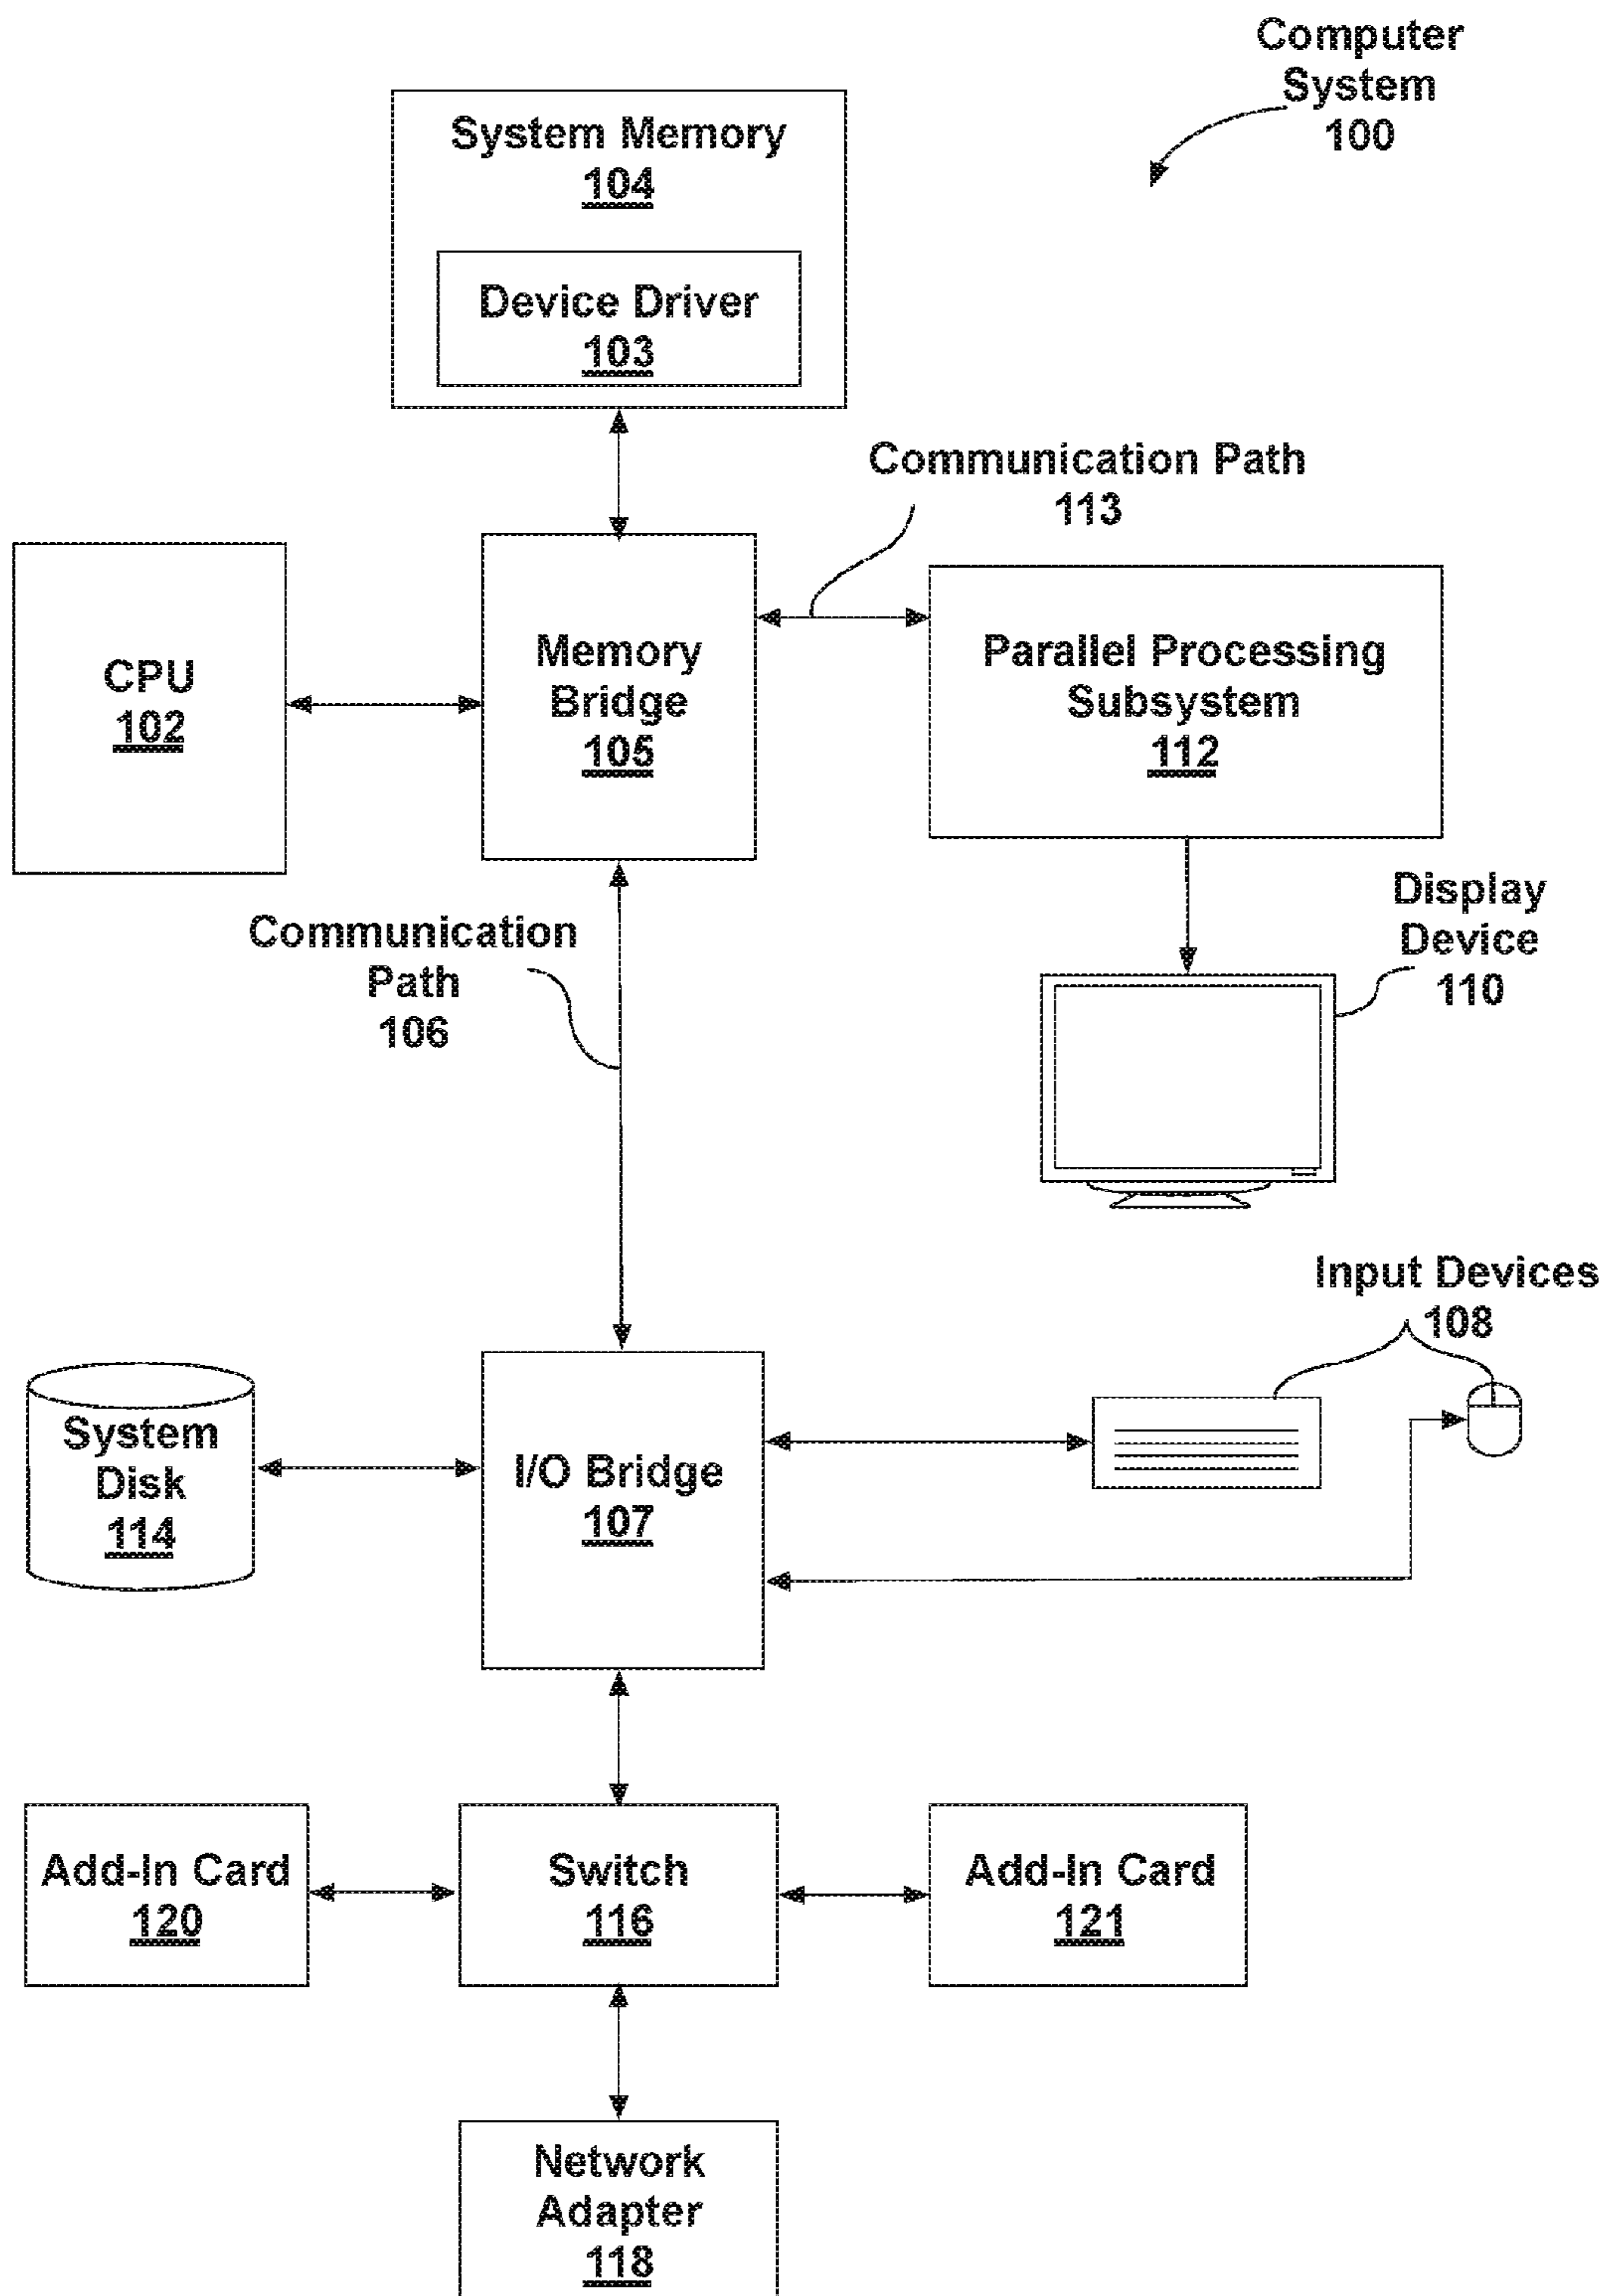 Computer
System
100
System Memory
104
Device Driver
103
Communication Path
113
CPU
102
Memory
Bridge
105
Parallel Processing
Subsystem
112
Communication
Path
106
Display
Device
110
Input Devices
108
System
Disk
114
I/O Bridge
107
Add-In Card
120
Switch
116
Add-In Card
121
Network
Adapter
118